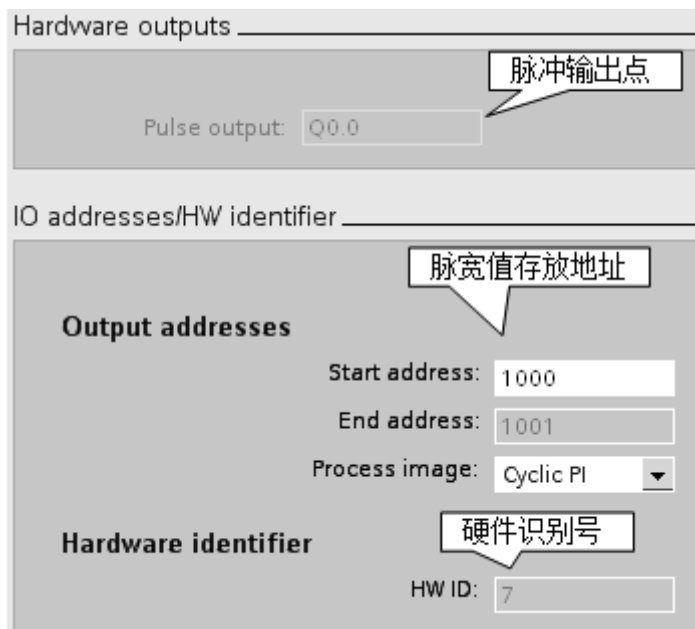 Hardware outputs
脉冲输出点
Pulse output: Q0.0
IO addresses/HW identifier
脉宽值存放地址
Output addresses
Start address: 1000
End address: 1001
Process image: Cyclic PI
硬件识别号
Hardware identifier
HW ID: 7